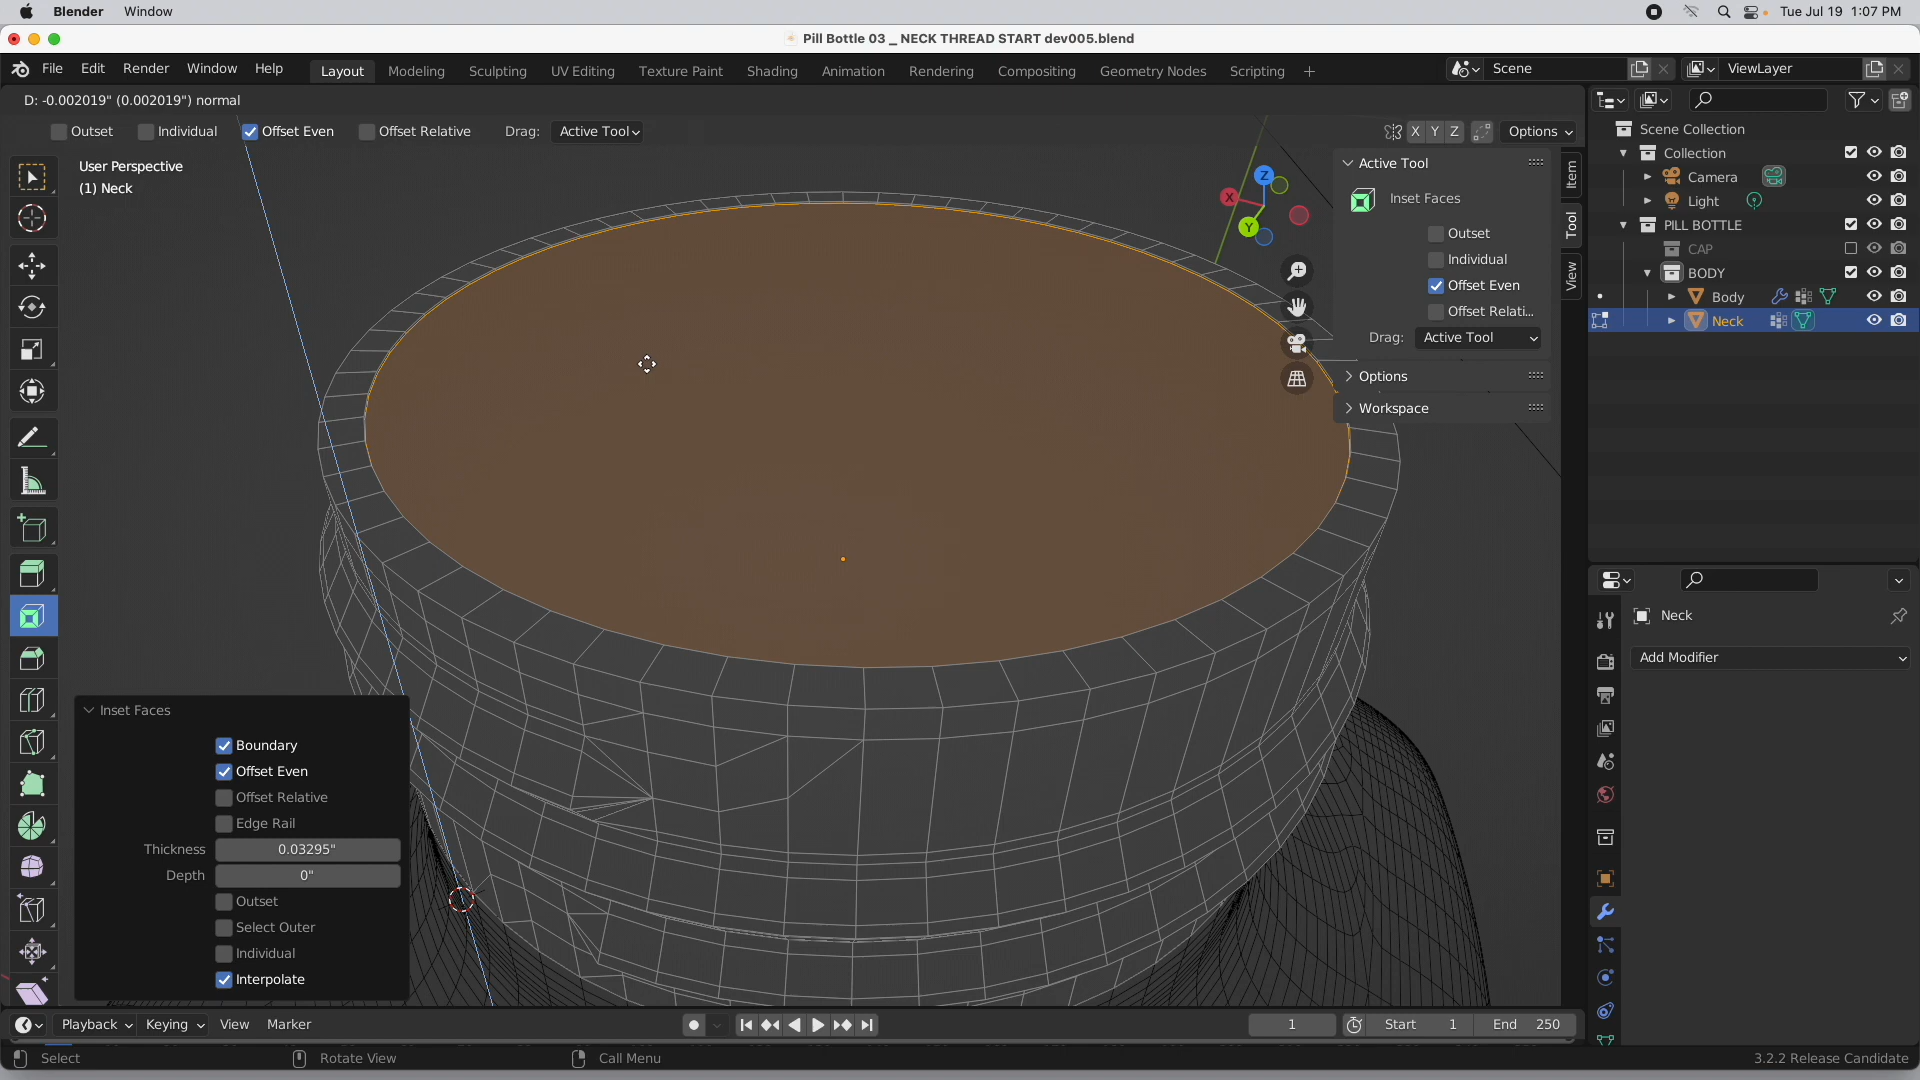 Blender Window Tue Jul 19 1:07 PM
Pill Bottle 03 _ NECK THREAD START dev005.blend
File Edit Render Window Help Layout Modeling Sculpting UV Editing Texture Paint Shading Animation Rendering Compositing Geometry Nodes Scripting + Scene ViewLayer
D: -0.002019" (0.002019") normal
Outset Individual Offset Even Offset Relative Drag: Active Tool X Y Z Options
User Perspective
(1) Neck
Z
X
Y
Active Tool
Inset Faces
Outset
Individual
Offset Even
Offset Relati...
Drag: Active Tool
Options
Workspace
Item
Tool
View
Scene Collection
Collection
Camera
Light
PILL BOTTLE
CAP
BODY
Body
Neck
Neck
Add Modifier
Inset Faces
Boundary
Offset Even
Offset Relative
Edge Rail
Thickness 0.03295"
Depth 0"
Outset
Select Outer
Individual
Interpolate
Playback Keying View Marker 1 Start 1 End 250
Select Rotate View Call Menu 3.2.2 Release Candidate